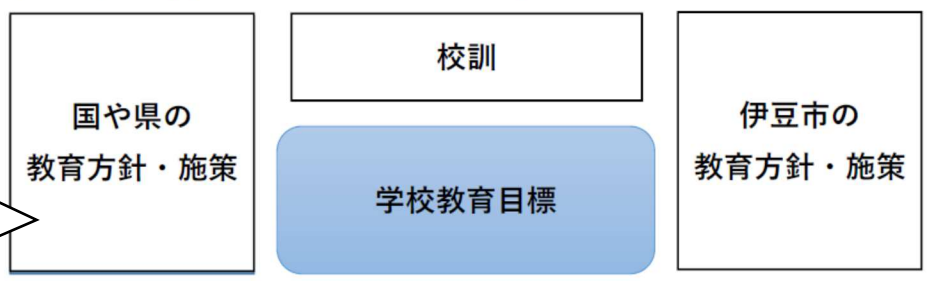 国や県の
教育方針・施策
校訓
学校教育目標
伊豆市の
教育方針・施策